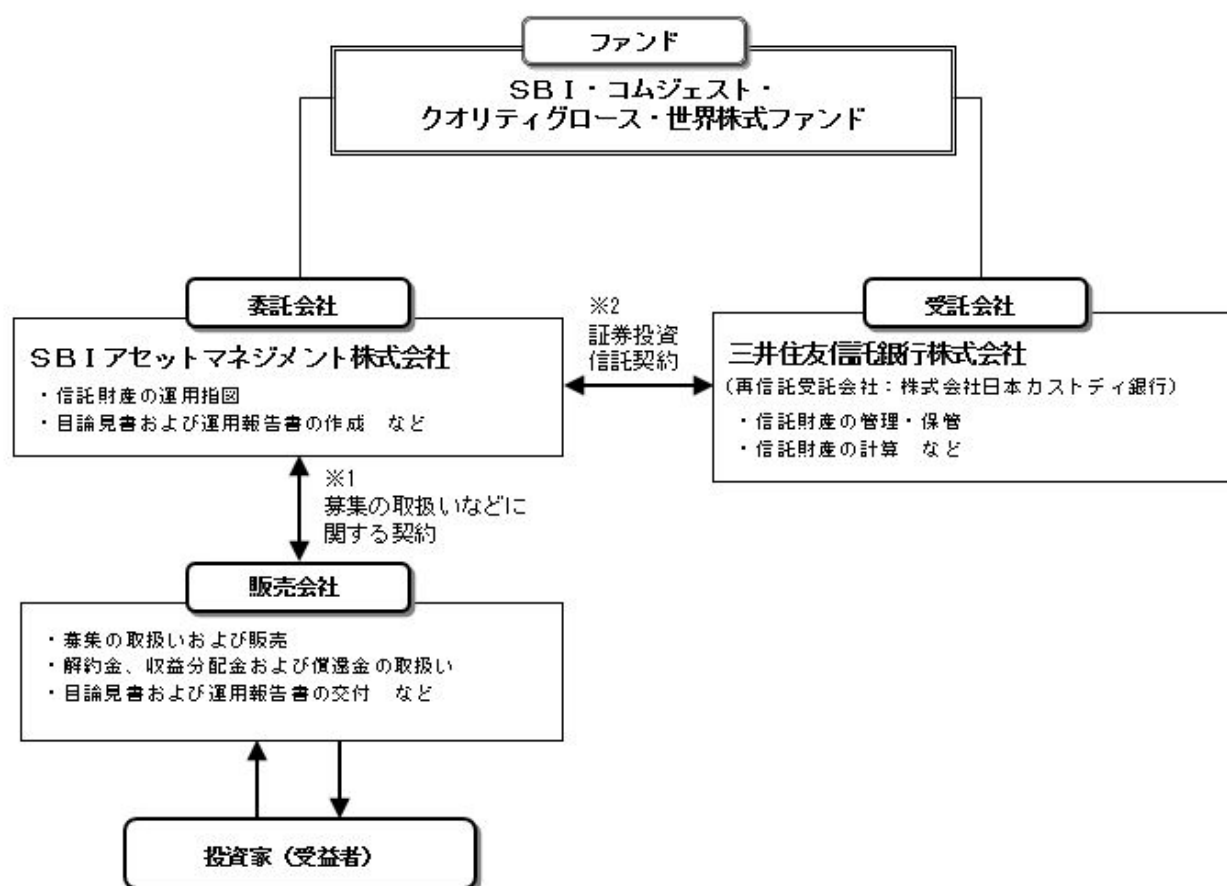 ファンド
SBI・コムジェスト・
クオリティグロース・世界株式ファンド
委託会社
SBIアセットマネジメント株式会社
・信託財産の運用指図
・目論見書および運用報告書の作成　など
※2
証券投資
信託契約
受託会社
三井住友信託銀行株式会社
(再信託受託会社：株式会社日本カストディ銀行)
・信託財産の管理・保管
・信託財産の計算　など
※1
募集の取扱いなどに
関する契約
販売会社
・募集の取扱いおよび販売
・解約金、収益分配金および償還金の取扱い
・目論見書および運用報告書の交付　など
投資家（受益者）